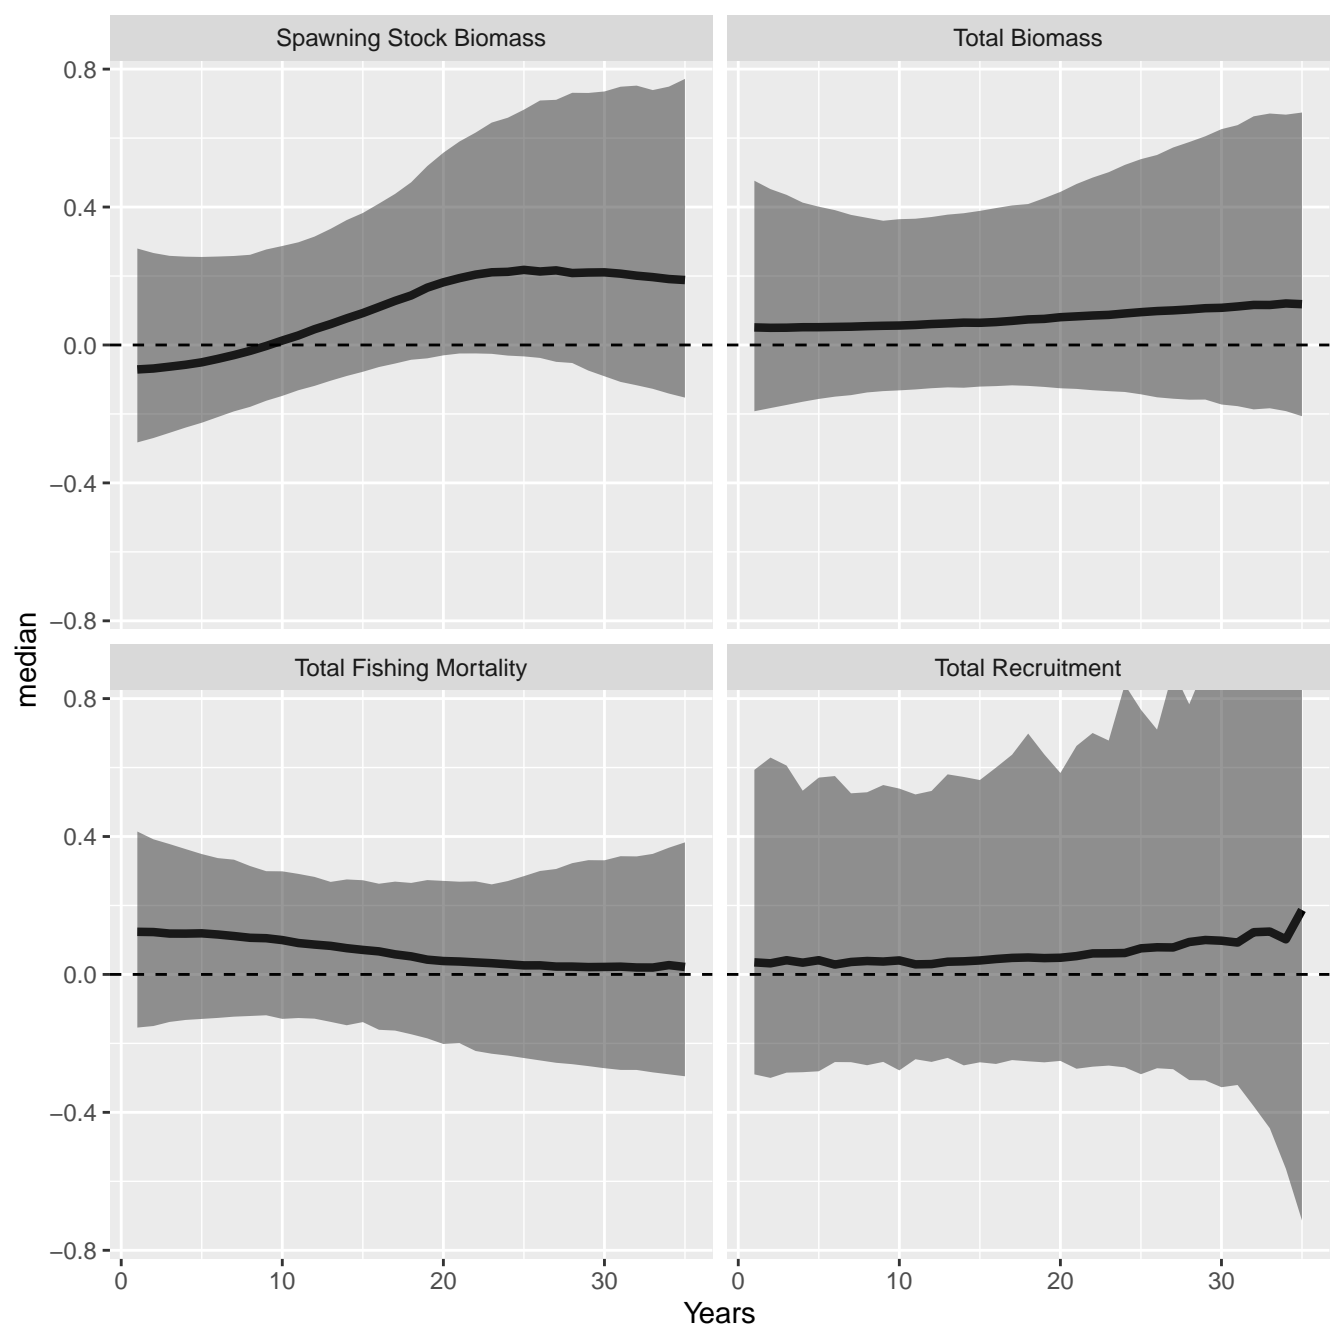 Spawning Stock Biomass
Total Biomass
0.8
0.4
0.0
−0.4
−0.8
median
Total Fishing Mortality
Total Recruitment
0.8
0.4
0.0
−0.4
−0.8
0 10 20 30
0 10 20 30
Years